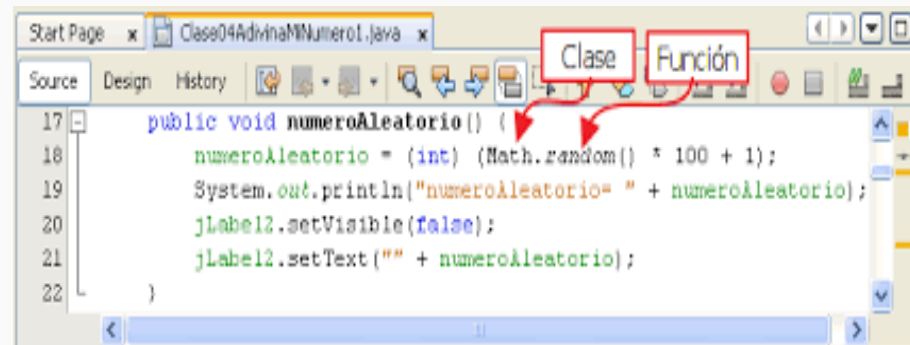 Start Page x Clase04AdivinaMiNumero1.java x
Clase Función
Source Design History
17 public void numeroAleatorio() {
18 numeroAleatorio = (int) (Math.random() * 100 + 1);
19 System.out.println("numeroAleatorio= " + numeroAleatorio);
20 jLabel2.setVisible(false);
21 jLabel2.setText("" + numeroAleatorio);
22 }